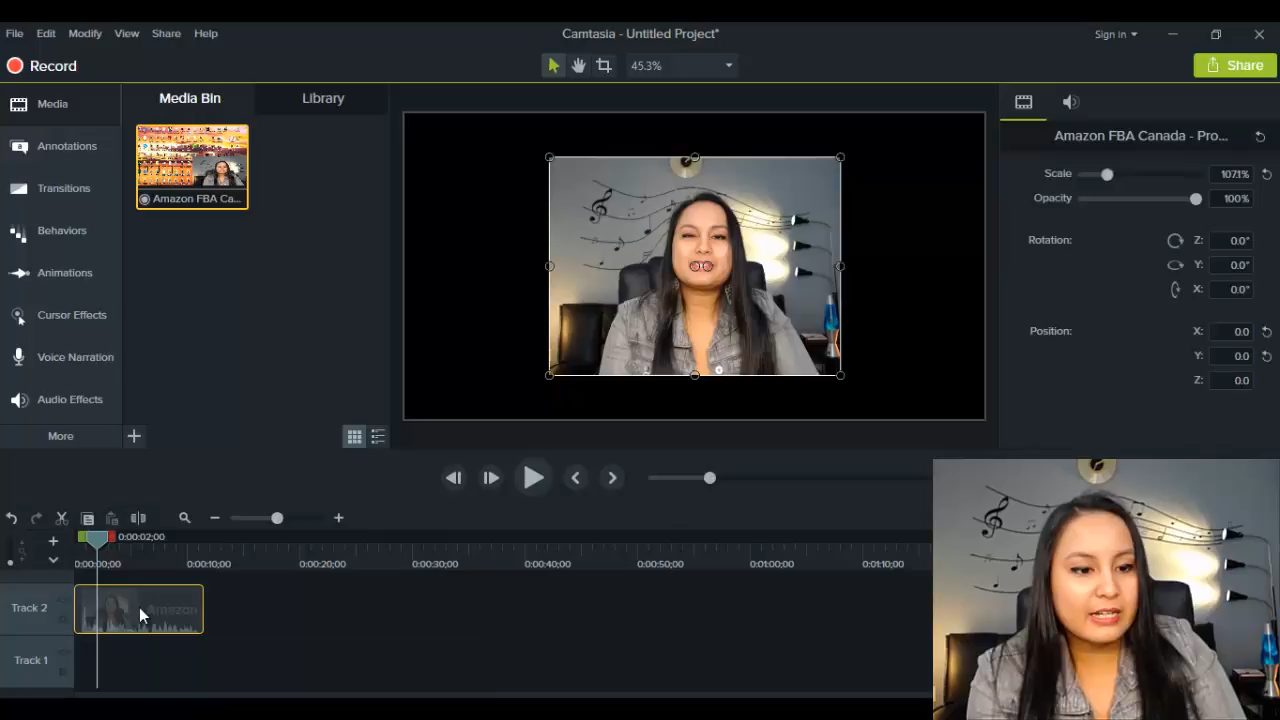 File Edit Modify View Share Help
Camtasia - Untitled Project*
Sign in
Record
45.3%
Share
Media
Annotations
Transitions
Behaviors
Animations
Cursor Effects
Voice Narration
Audio Effects
More
Media Bin
Library
Amazon FBA Ca...
Amazon FBA Canada - Pro...
Scale 107.1%
Opacity 100%
Rotation: Z: 0.0°
Y: 0.0°
X: 0.0°
Position: X: 0.0
Y: 0.0
Z: 0.0
0:00:02;00
0:00:00;00 0:00:10;00 0:00:20;00 0:00:30;00 0:00:40;00 0:00:50;00 0:01:00;00 0:01:10;00
Track 2
Amazon
Track 1